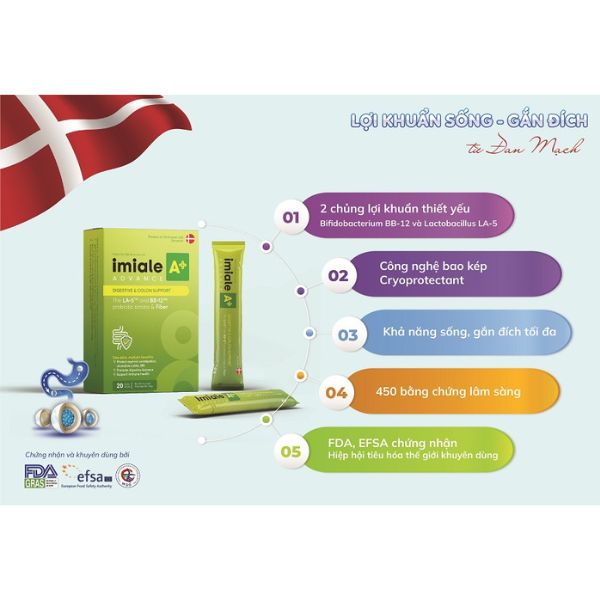 LỢI KHUẨN SỐNG - GẮN ĐÍCH
từ Đan Mạch
01
2 chủng lợi khuẩn thiết yếu
Bifidobacterium BB-12 và Lactobacillus LA-5
02
Công nghệ bao kép
Cryoprotectant
03
Khả năng sống, gắn đích tối đa
04
450 bằng chứng lâm sàng
05
FDA, EFSA chứng nhận
Hiệp hội tiêu hóa thế giới khuyên dùng
imiale A+
ADVANCE
DIGESTIVE & COLON SUPPORT
The LA-5™ and BB-12™
probiotic strains & Fiber
20
imiale A+
imiale A+
Chứng nhận và khuyên dùng bởi
FDA
GRAS
efsa
European Food Safety Authority